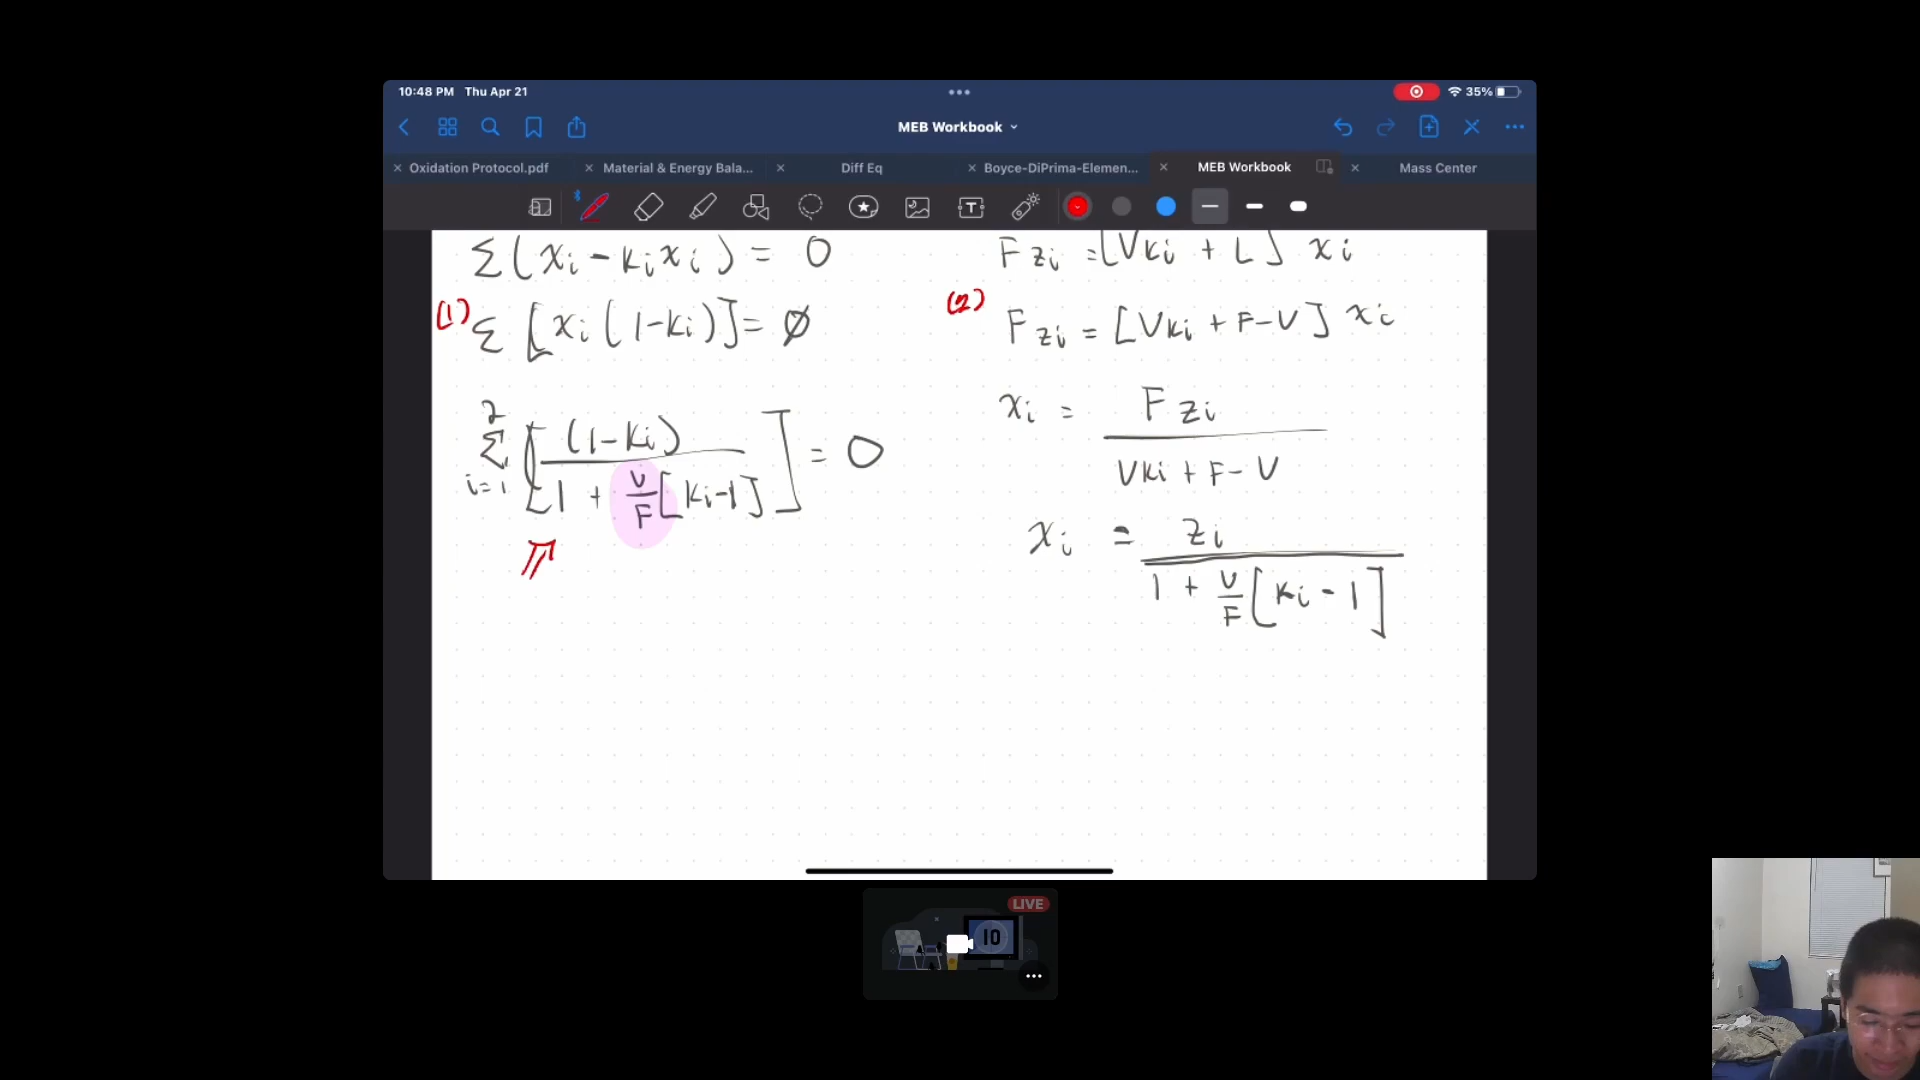 10:48 PM Thu Apr 21
35%
MEB Workbook
Oxidation Protocol.pdf
Material & Energy Bala...
Diff Eq
Boyce-DiPrima-Elemen...
MEB Workbook
Mass Center
Σ(xi - kixi) = 0
(1) Σ[xi(1-ki)] = ∅
2
Σ [(1-ki) / 1 + V/F [ki-1]] = 0
i=1
Fzi = [Vki + L] xi
(2) Fzi = [Vki + F-V] xi
xi = Fzi / Vki + F-V
xi = zi / 1 + V/F [ki - 1]
LIVE
10